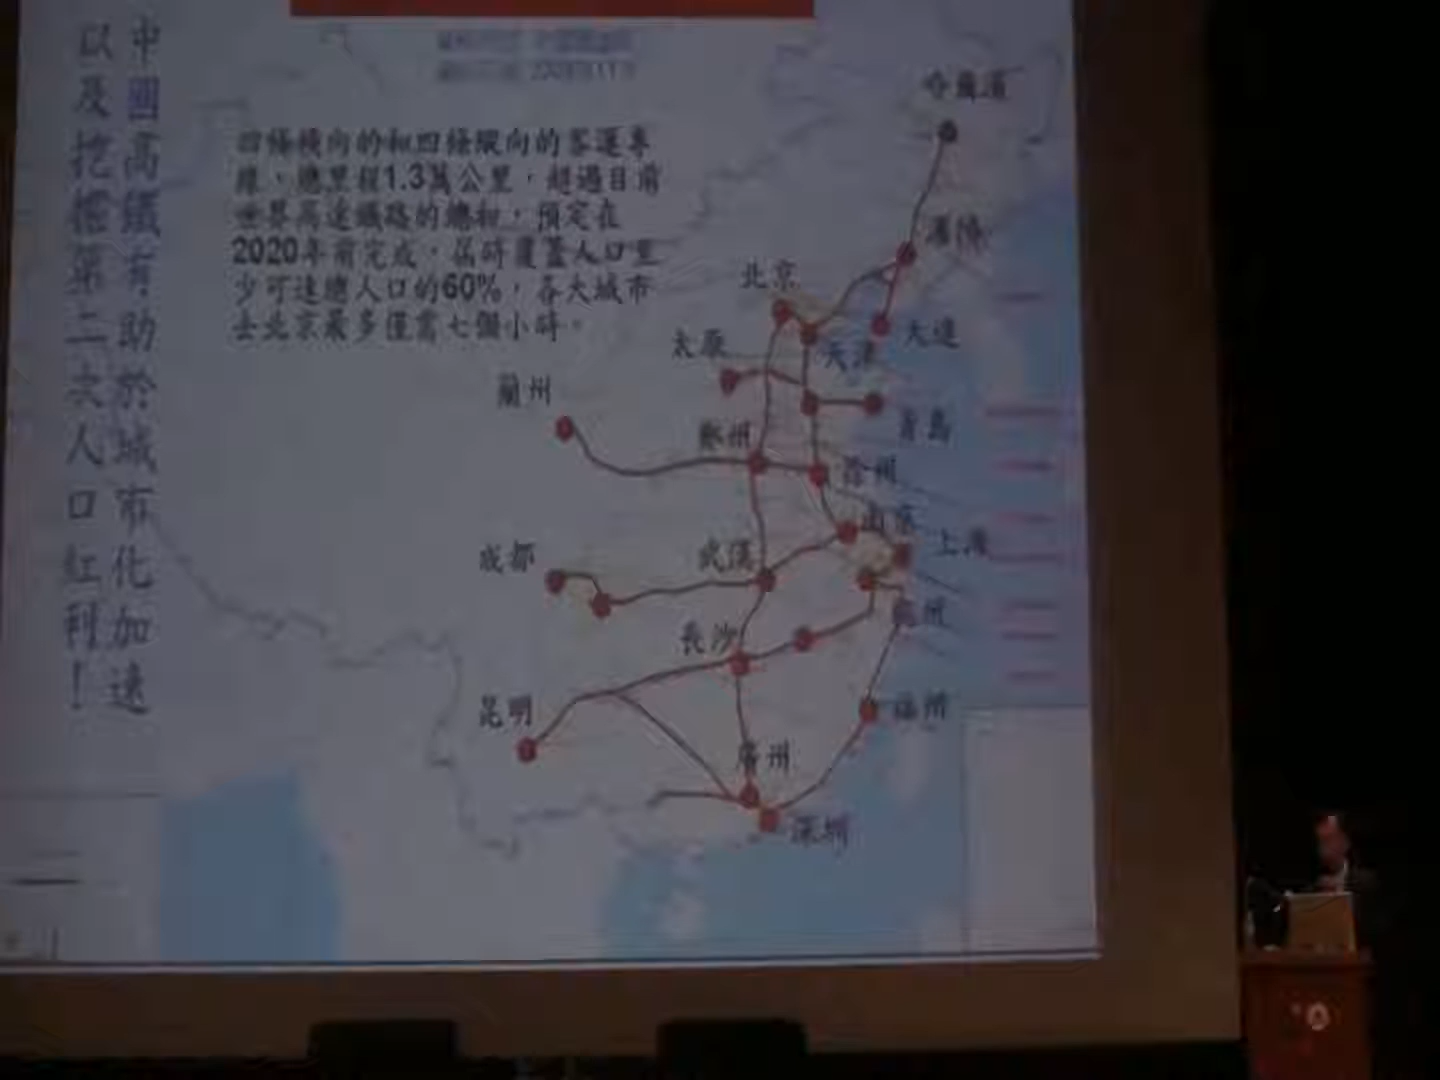 中國高鐵有助於城市化加速
以及挖掘第二次人口紅利！
四條橫向的和四條縱向的客運專
線，總里程1.3萬公里，超過目前
世界高速鐵路的總和，預定在
2020年前完成，屆時覆蓋人口至
少可達總人口的60%，各大城市
去北京最多僅需七個小時。
哈爾濱
瀋陽
北京
大連
天津
太原
蘭州
青島
鄭州
徐州
南京
上海
成都
武漢
杭州
長沙
昆明
福州
廣州
深圳